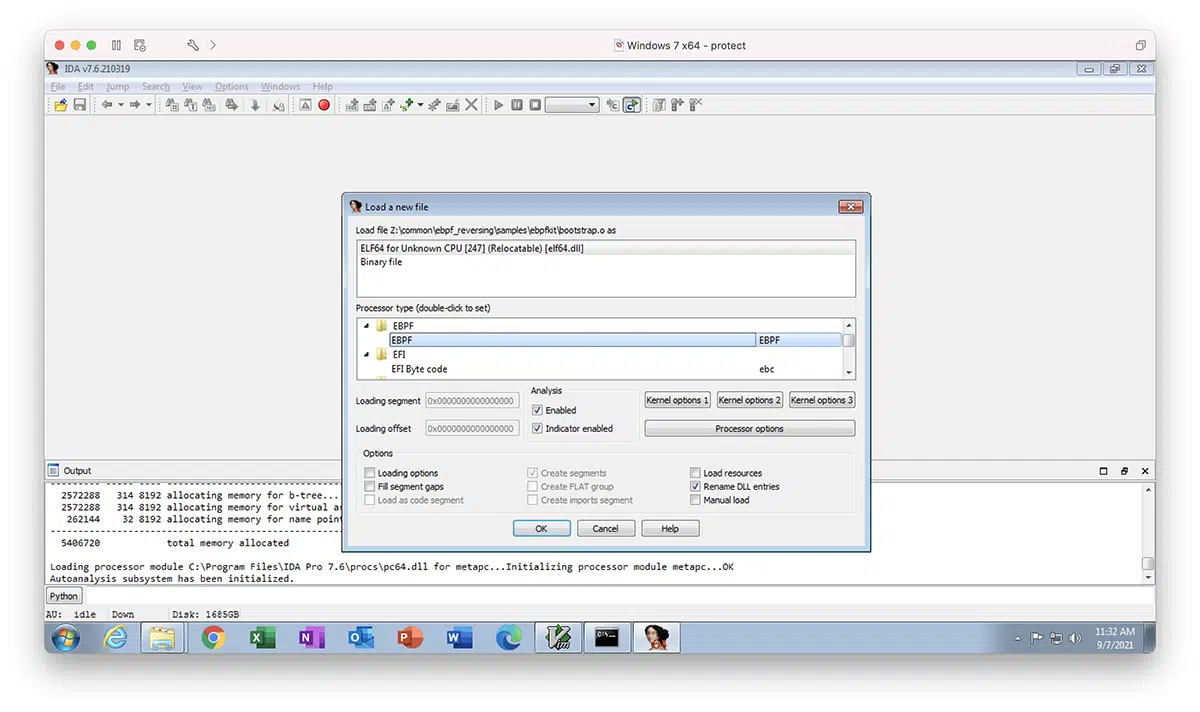 Windows 7 x64 - protect
IDA v7.6.210319
File Edit Jump Search View Options Windows Help
Load a new file
Load file Z:\common\ebpf_reversing\samples\ebpfkit\bootstrap.o as
ELF64 for Unknown CPU [247] (Relocatable) [elf64.dll]
Binary file
Processor type (double-click to set)
EBPF
EBPF EBPF
EFI
EFI Byte code ebc
Analysis
Loading segment 0x0000000000000000
Enabled
Kernel options 1 Kernel options 2 Kernel options 3
Loading offset 0x0000000000000000
Indicator enabled
Processor options
Options
Loading options Create segments Load resources
Fill segment gaps Create FLAT group Rename DLL entries
Load as code segment Create imports segment Manual load
OK Cancel Help
Output
2572288 314 8192 allocating memory for b-tree...
2572288 314 8192 allocating memory for virtual ar
262144 32 8192 allocating memory for name poin
-----------------------------------------------------------------
5406720 total memory allocated
Loading processor module C:\Program Files\IDA Pro 7.6\procs\pc64.dll for metapc...Initializing processor module metapc...OK
Autoanalysis subsystem has been initialized.
Python
AU: idle Down Disk: 1685GB
11:32 AM
9/7/2021